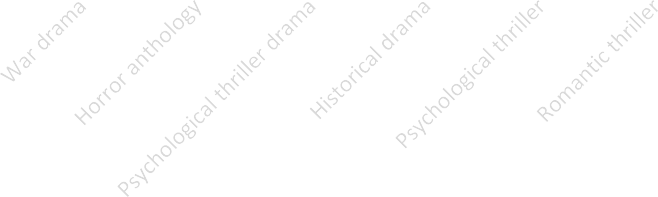 War drama
Horror anthology
Psychological thriller drama
Historical drama
Psychological thriller
Romantic thriller